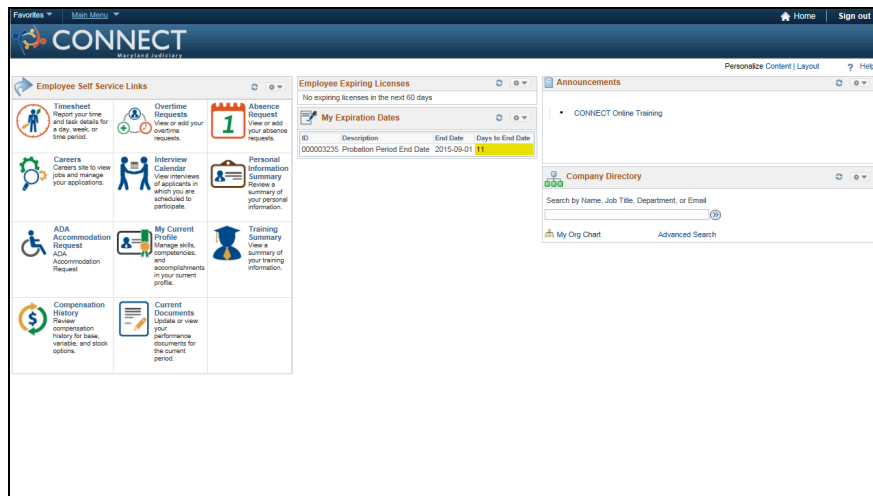 Favorites
Main Menu
Home
Sign out
CONNECT
Maryland Judiciary
Personalize Content | Layout
? Help
Employee Self Service Links
Timesheet
Report your time
and task details for
a day, week, or
time period.
Overtime
Requests
View or add your
overtime
requests.
1
Absence
Request
View or add
your absence
requests.
Careers
Careers site to view
jobs and manage
your applications.
Interview
Calendar
View interviews
of applicants in
which you are
scheduled to
participate.
Personal
Information
Summary
Review a
summary of
your personal
information.
ADA
Accommodation
Request
ADA
Accommodation
Request
My Current
Profile
Manage skills,
competencies,
and
accomplishments
in your current
profile.
Training
Summary
View a
summary of
your training
information.
$
Compensation
History
Review
compensation
history for base,
variable, and stock
options.
Current
Documents
Update or view
your
performance
documents for
the current
period.
Employee Expiring Licenses
No expiring licenses in the next 60 days
My Expiration Dates
ID Description End Date Days to End Date
000003235 Probation Period End Date 2015-09-01 11
Announcements
• CONNECT Online Training
Company Directory
Search by Name, Job Title, Department, or Email
My Org Chart Advanced Search